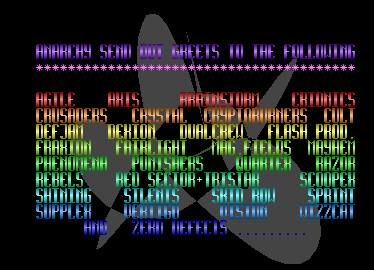 ANARCHY SEND OUT GREETS TO THE FOLLOWING
****************************************
AGILE ARTS BRAINSTORM CRIONICS
CRUSADERS CRYSTAL CRYPTOBURNERS CULT
DEFJAM DEXION DUALCREW FLASH PROD.
FRAXION FAIRLIGHT MAG.FIELDS MAYHEM
PHENOMENA PUNISHERS QUARTEX RAZOR
REBELS RED SECTOR+TRISTAR SCOOPEX
SHINING SILENTS SKID ROW SPRINT
SUPPLEX VERTIGO VISION WIZZCAT
AND ZERO DEFECTS .........